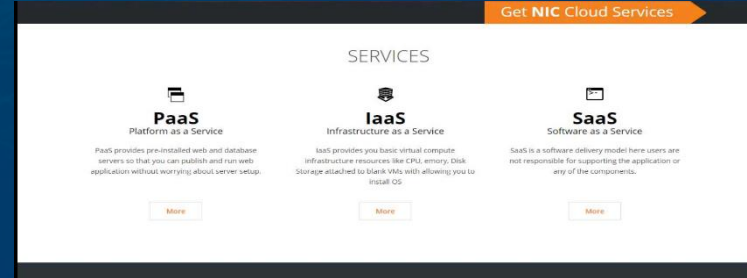 Get NIC Cloud Services
SERVICES
PaaS
Platform as a Service
PaaS provides pre-installed web and database
servers so that you can publish and run web
application without worrying about server setup.
More
IaaS
Infrastructure as a Service
IaaS provides you basic virtual compute
infrastructure resources like CPU, emory, Disk
Storage attached to blank VMs with allowing you to
install OS
More
SaaS
Software as a Service
SaaS is a software delivery model here users are
not responsible for supporting the application or
any of the components.
More